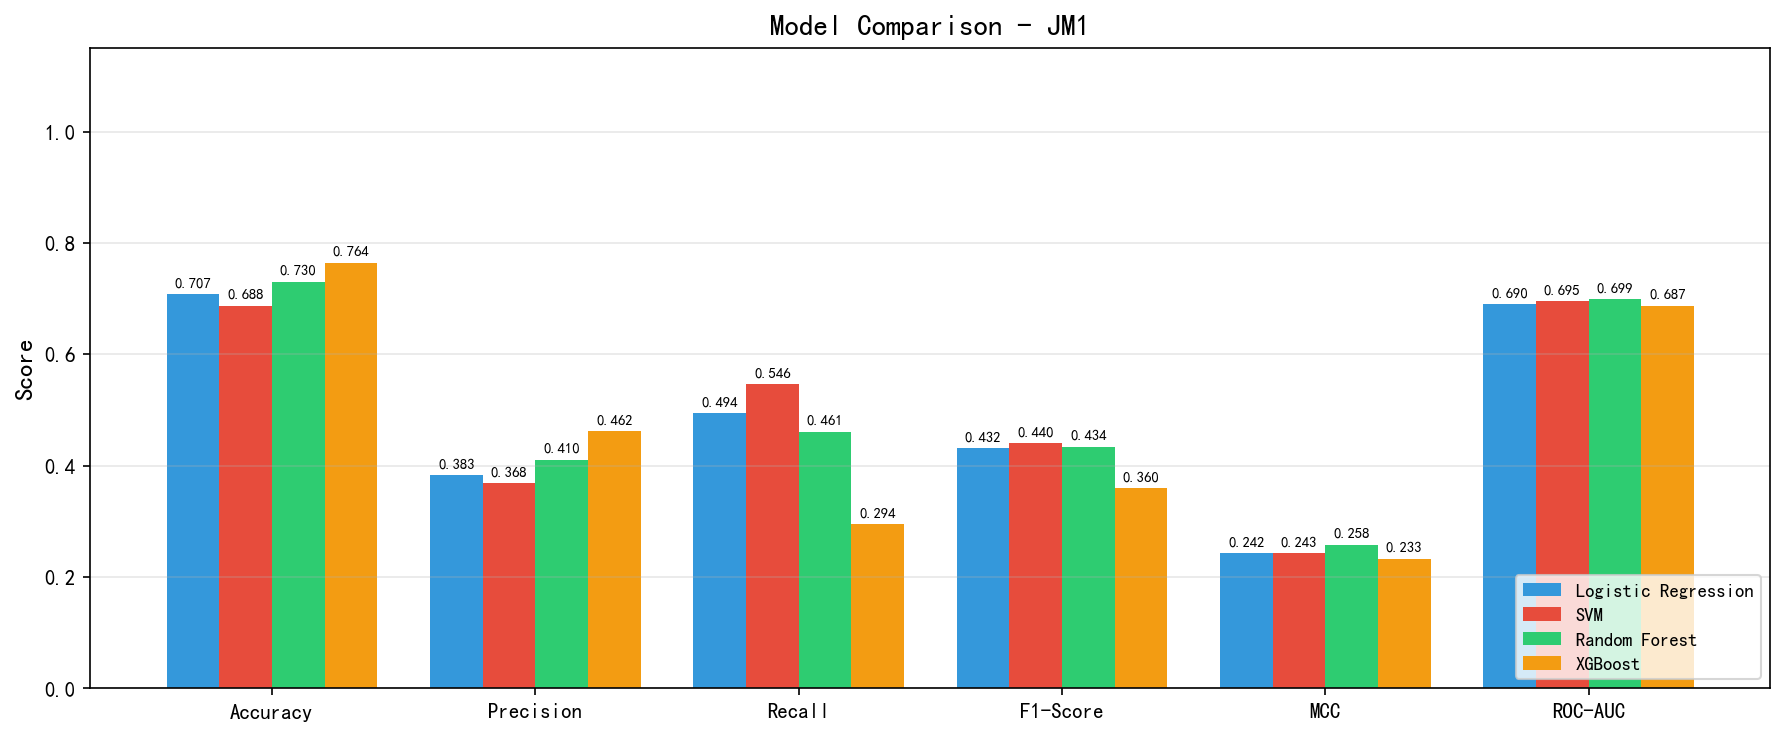 Model Comparison - JM1
Score
1.0
0.8
0.6
0.4
0.2
0.0
0.707
0.688
0.730
0.764
0.383
0.368
0.410
0.462
0.494
0.546
0.461
0.294
0.432
0.440
0.434
0.360
0.242
0.243
0.258
0.233
0.690
0.695
0.699
0.687
Logistic Regression
SVM
Random Forest
XGBoost
Accuracy
Precision
Recall
F1-Score
MCC
ROC-AUC